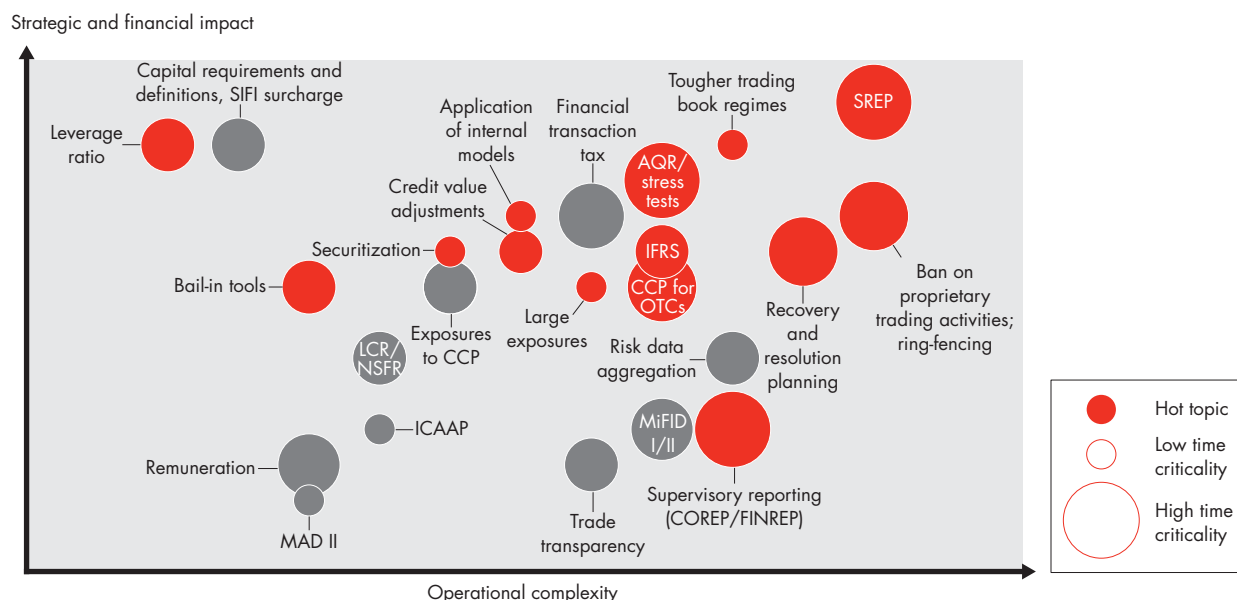 Strategic and financial impact
Capital requirements and
definitions, SIFI surcharge
Leverage
ratio
Application
of internal
models
Financial
transaction
tax
Tougher trading
book regimes
SREP
AQR/
stress
tests
Credit value
adjustments
Securitization
IFRS
CCP for
OTCs
Bail-in tools
Exposures
to CCP
Large
exposures
Ban on
proprietary
trading activities;
ring-fencing
Recovery
and
resolution
planning
LCR/
NSFR
Risk data
aggregation
ICAAP
MiFID
I/II
Remuneration
MAD II
Trade
transparency
Supervisory reporting
(COREP/FINREP)
Hot topic
Low time
criticality
High time
criticality
Operational complexity